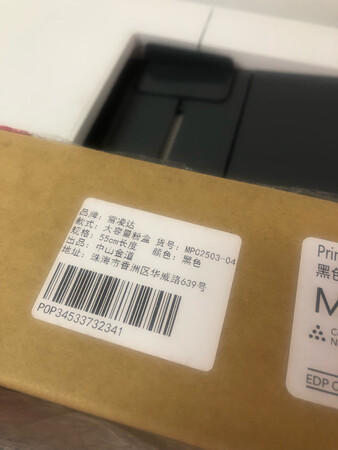 品牌：雷凌达
款式：大容量粉盒 货号：MPC2503-04
规格：55cm长度 颜色：黑色
出品：中山金道
地址：珠海市香洲区华威路639号
P0P34533732341
Prin
黑色
M
EDP C